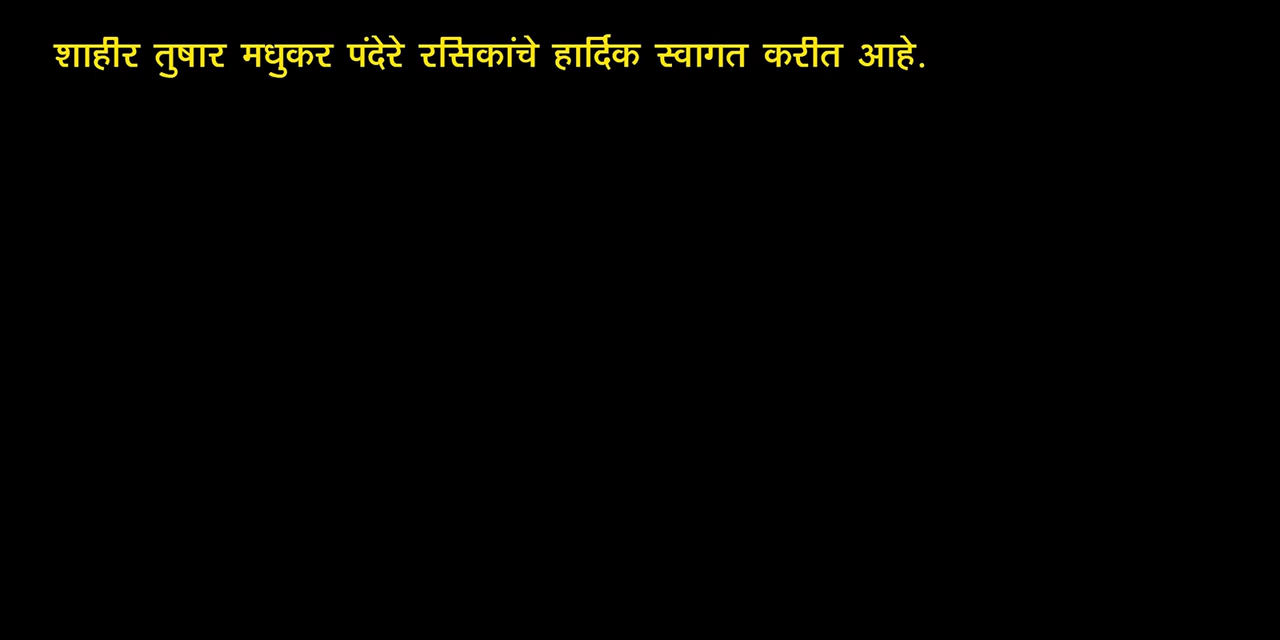 शाहीर तुषार मधुकर पंदेरे रसिकांचे हार्दिक स्वागत करीत आहे.